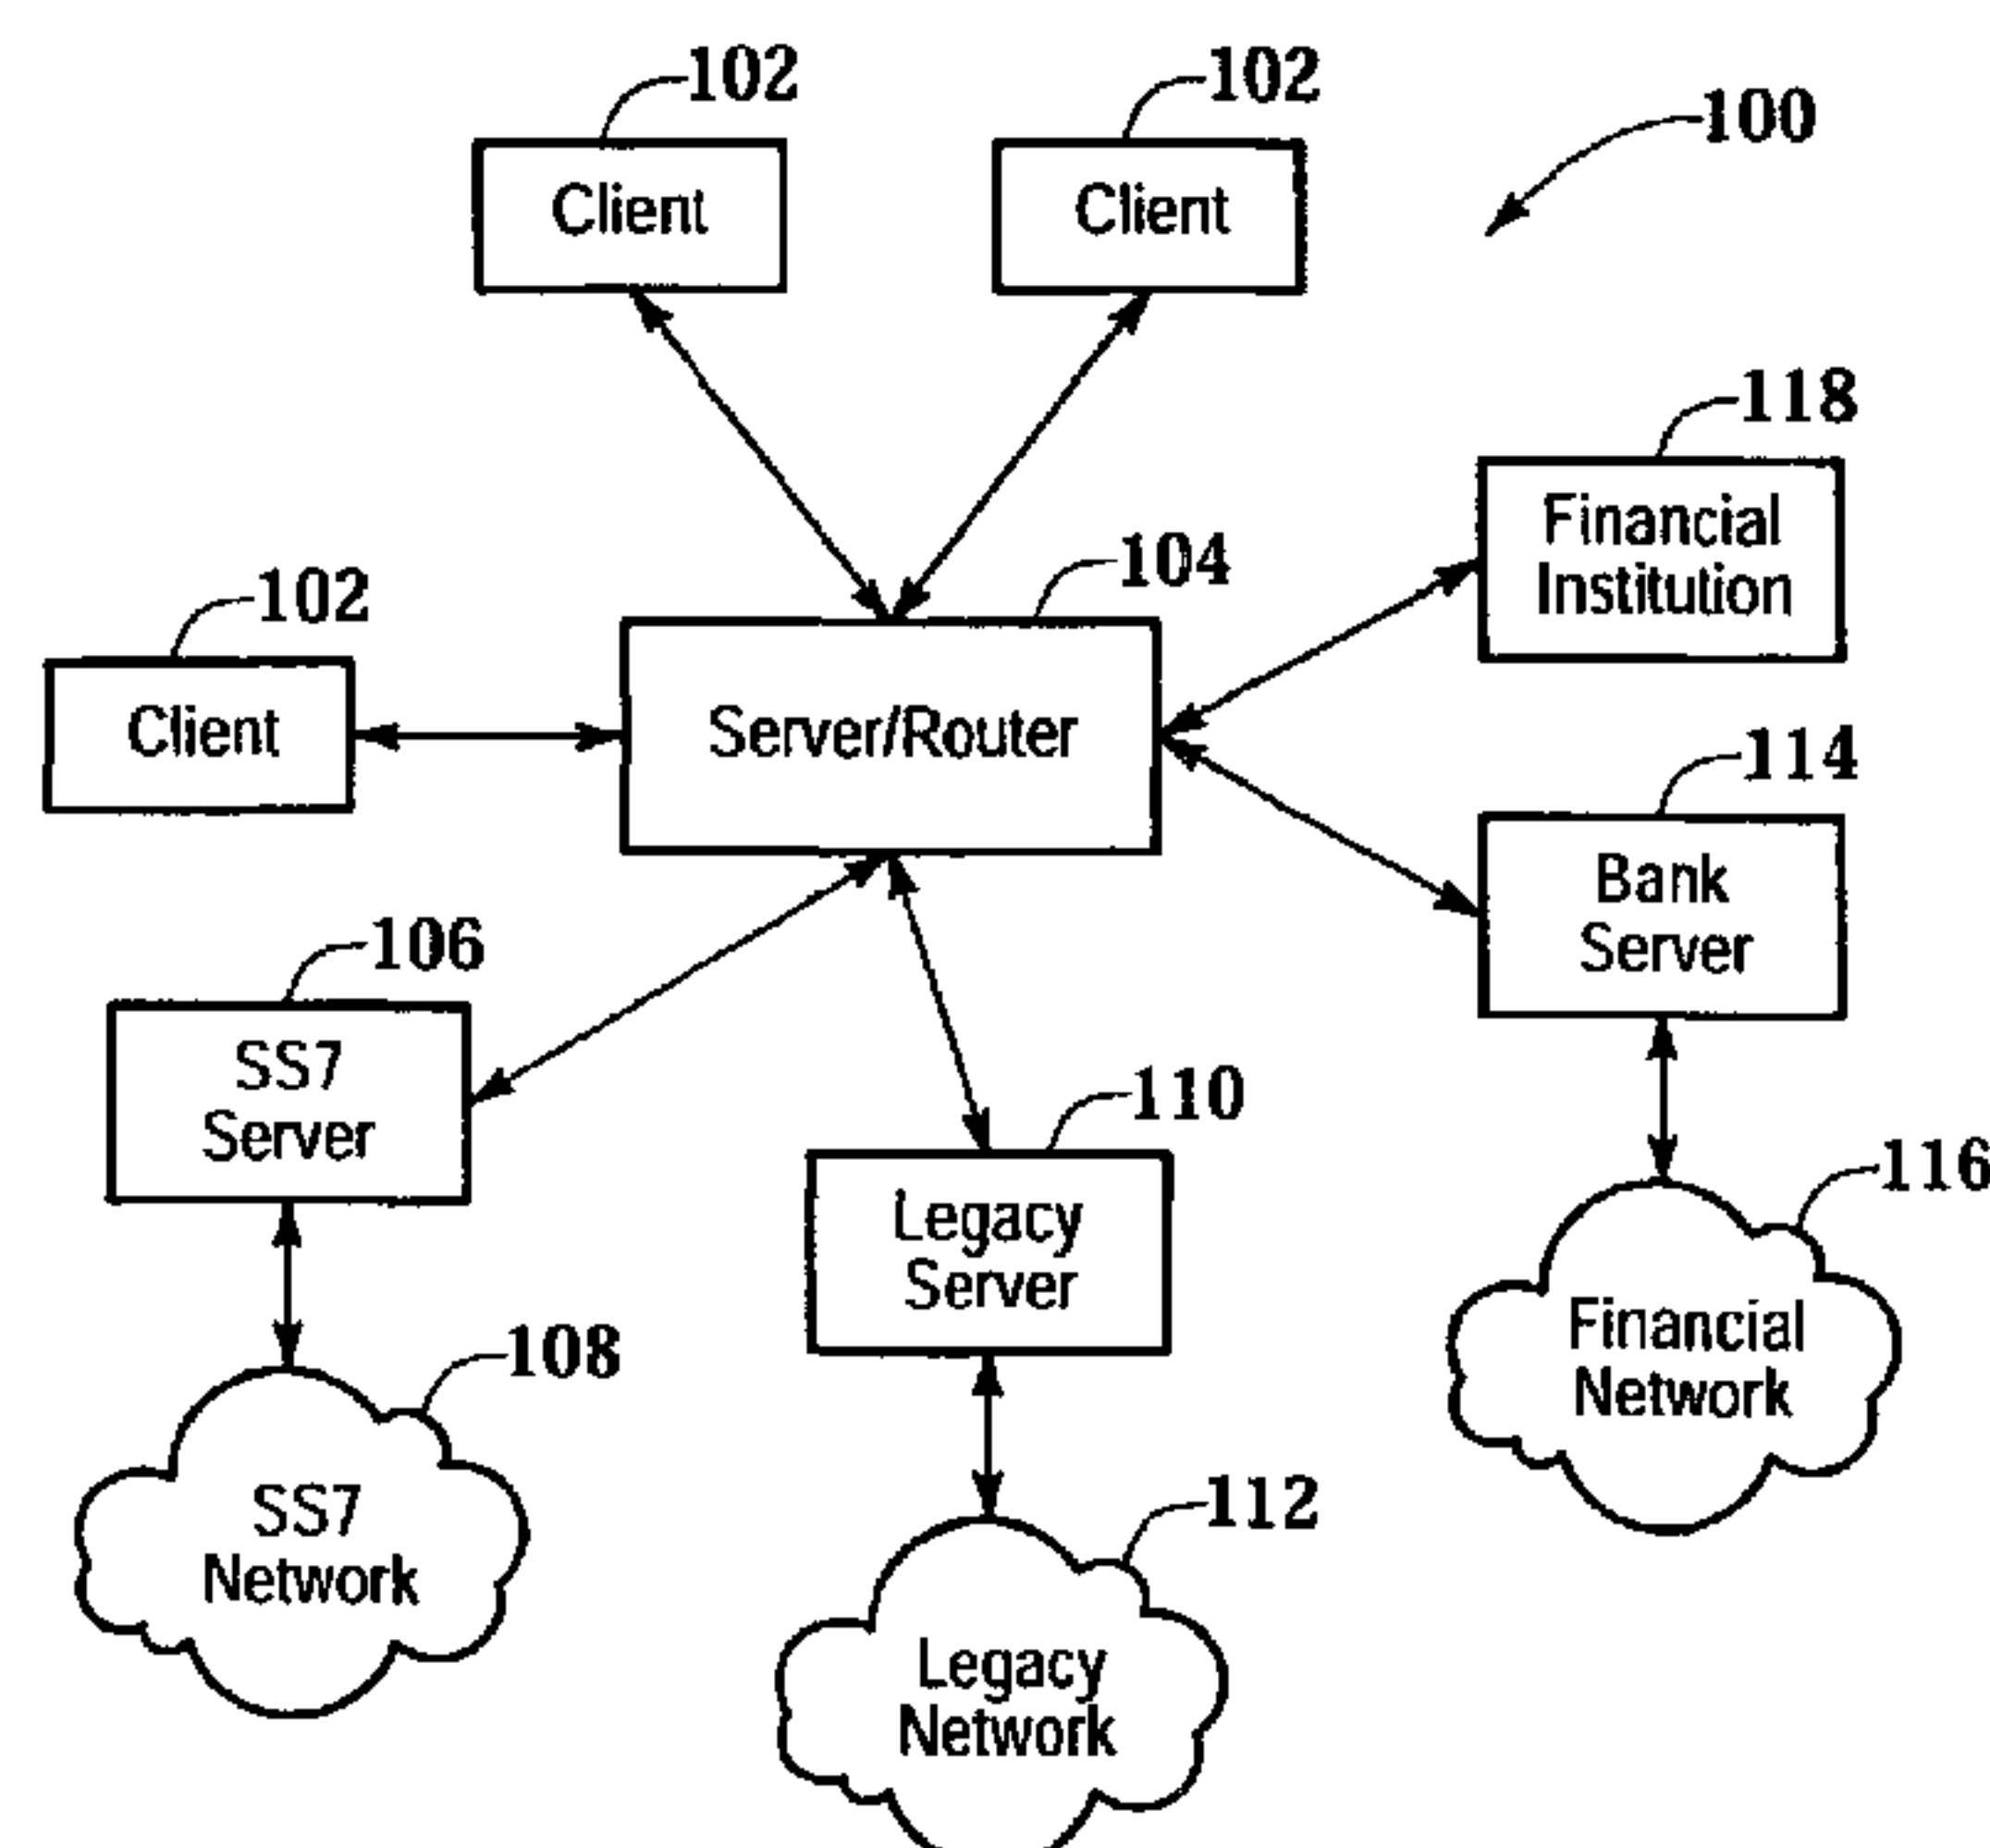 102
102
100
Client
Client
118
Financial
Institution
104
102
Client
Server/Router
114
Bank
Server
106
SS7
Server
110
Legacy
Server
116
Financial
Network
108
SS7
Network
112
Legacy
Network